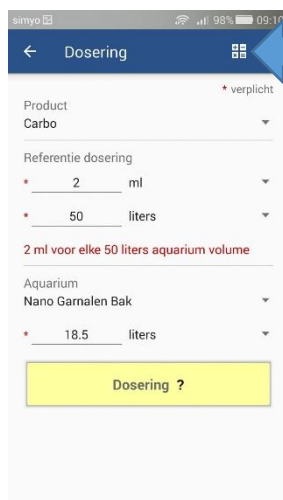 simyo 98% 09:10
Dosering
* verplicht
Product
Carbo
Referentie dosering
* 2 ml
* 50 liters
2 ml voor elke 50 liters aquarium volume
Aquarium
Nano Garnalen Bak
* 18.5 liters
Dosering ?